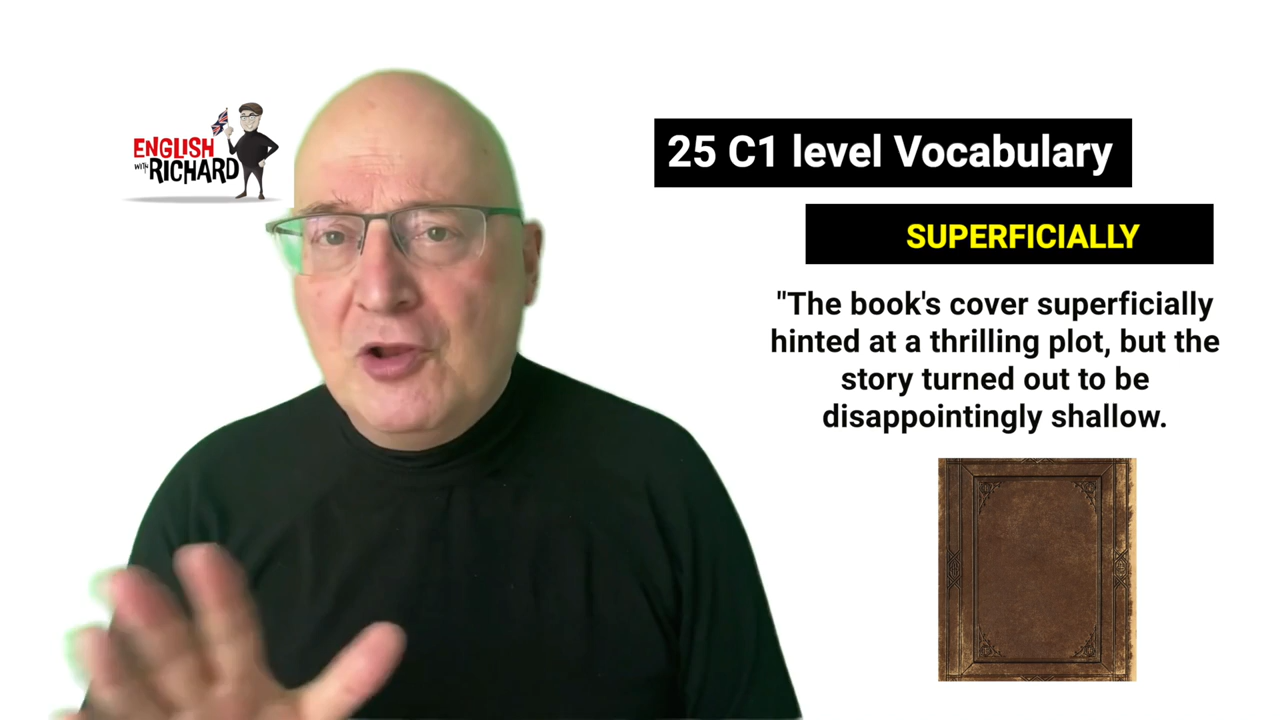 ENGLISH
WITH RICHARD
25 C1 level Vocabulary
SUPERFICIALLY
"The book's cover superficially
hinted at a thrilling plot, but the
story turned out to be
disappointingly shallow.